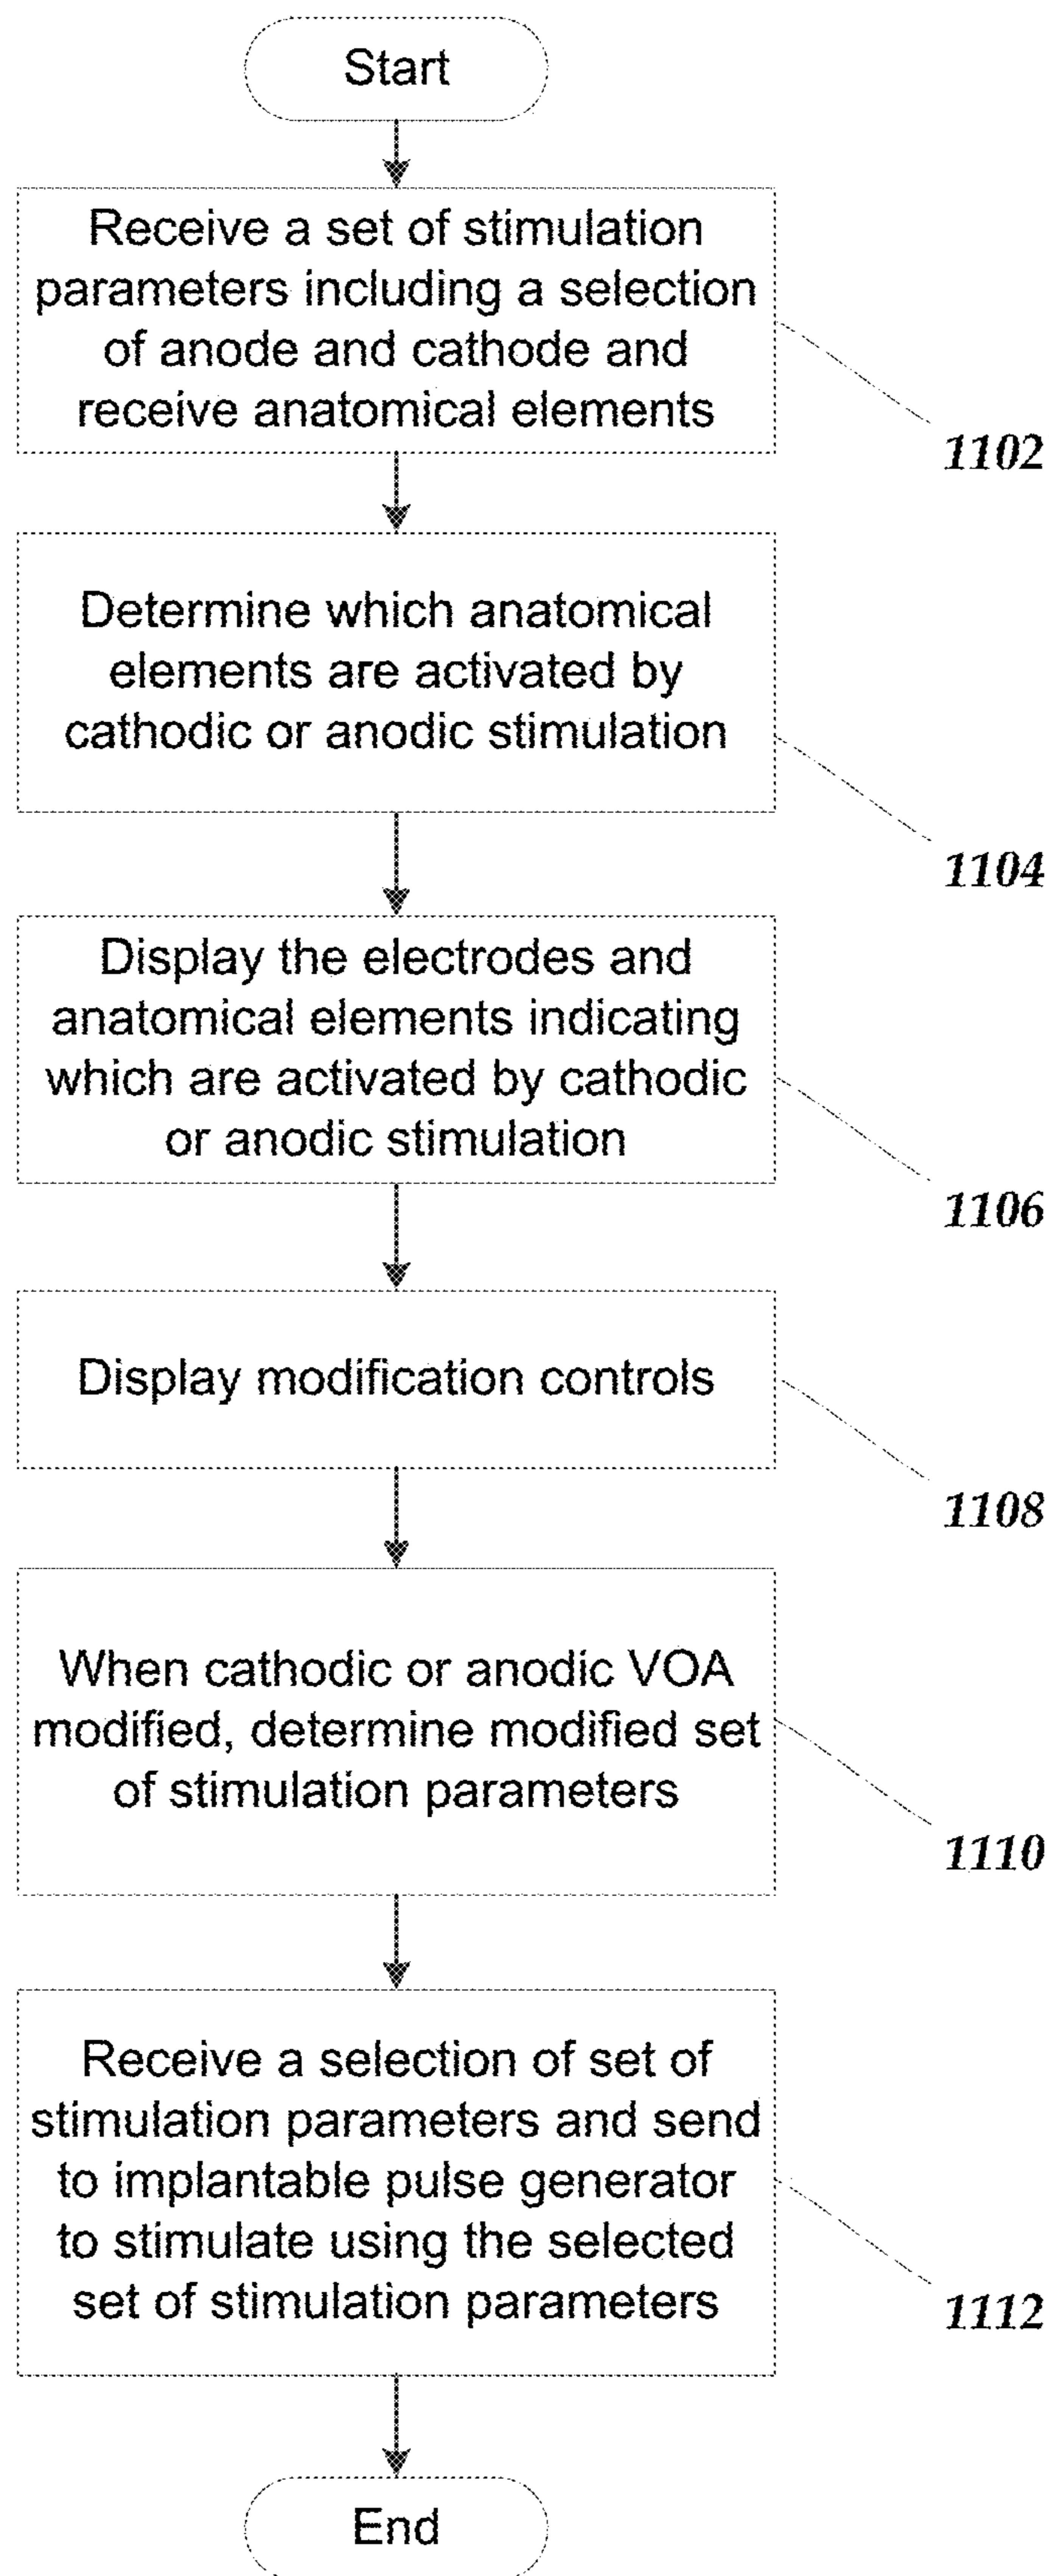 Start
Receive a set of stimulation
parameters including a selection
of anode and cathode and
receive anatomical elements
1102
Determine which anatomical
elements are activated by
cathodic or anodic stimulation
1104
Display the electrodes and
anatomical elements indicating
which are activated by cathodic
or anodic stimulation
1106
Display modification controls
1108
When cathodic or anodic VOA
modified, determine modified set
of stimulation parameters
1110
Receive a selection of set of
stimulation parameters and send
to implantable pulse generator
to stimulate using the selected
set of stimulation parameters
1112
End